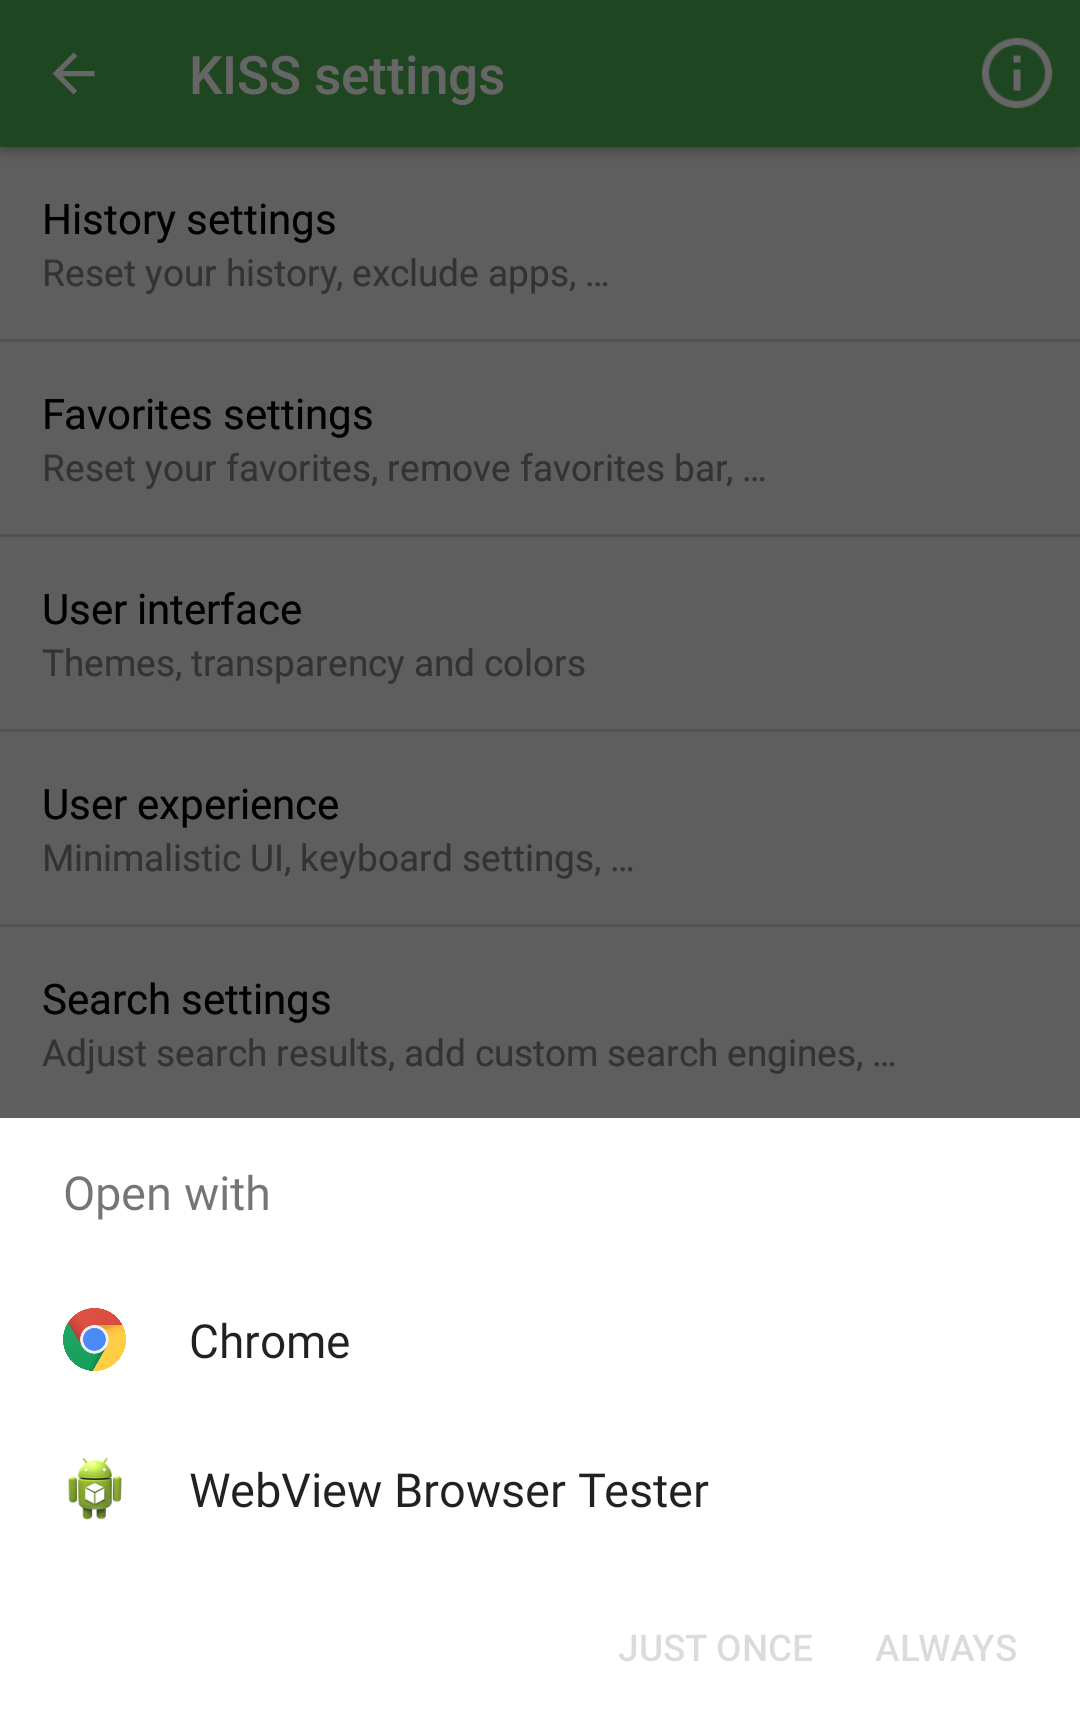 KISS settings
History settings
Reset your history, exclude apps, ...
Favorites settings
Reset your favorites, remove favorites bar, ...
User interface
Themes, transparency and colors
User experience
Minimalistic UI, keyboard settings, ...
Search settings
Adjust search results, add custom search engines, ...
Open with
Chrome
WebView Browser Tester
JUST ONCE ALWAYS